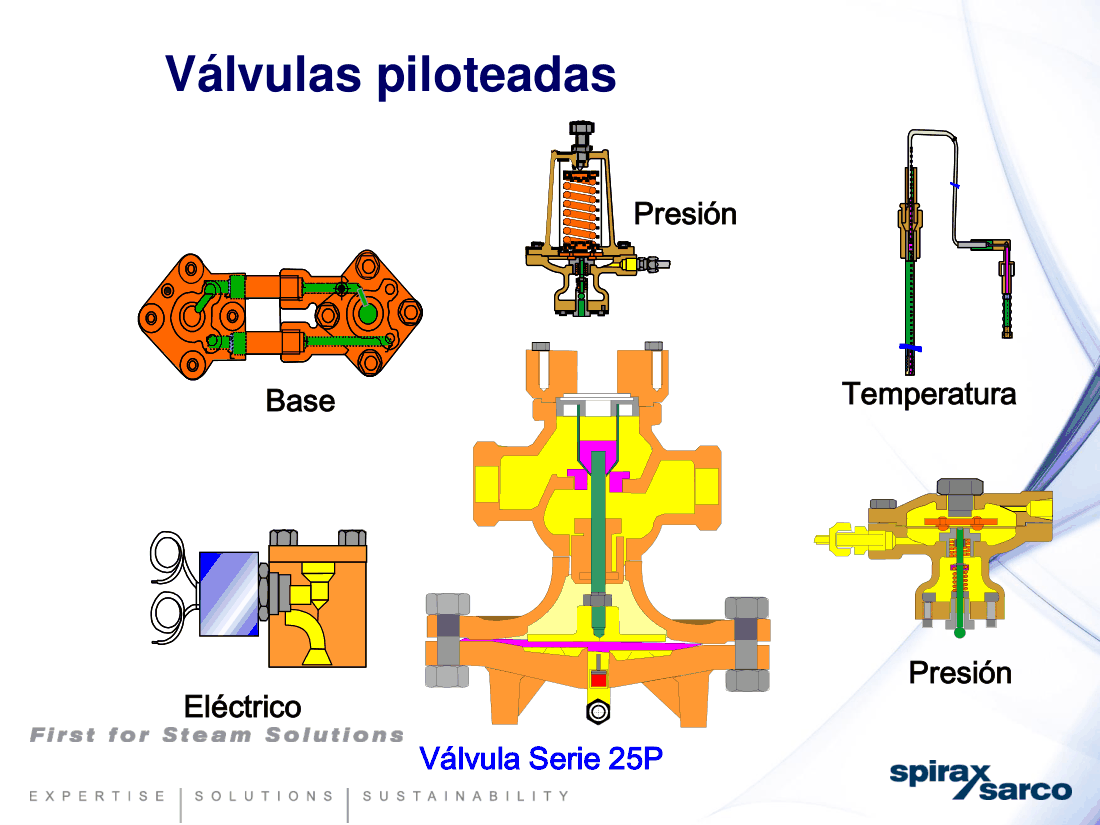 Válvulas piloteadas
Presión
Base
Temperatura
Presión
Eléctrico
First for Steam Solutions
Válvula Serie 25P
EXPERTISE
SOLUTIONS
SUSTAINABILITY
spirax
sarco